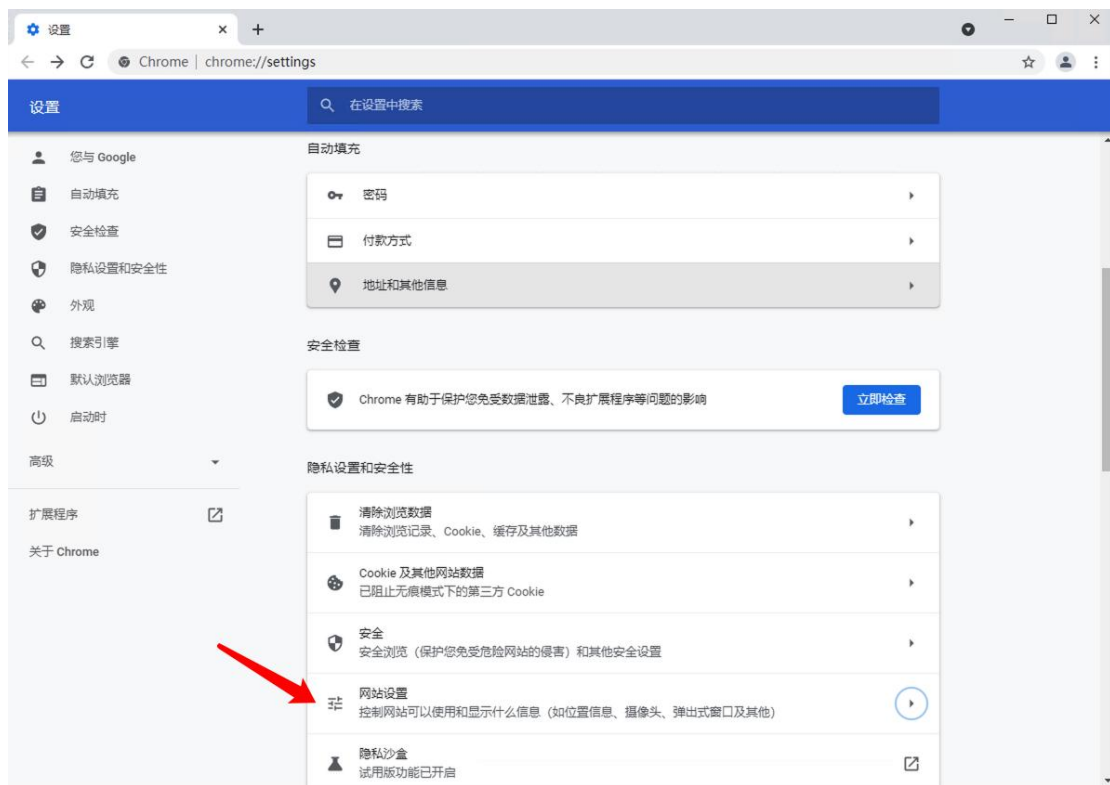 设置
Chrome | chrome://settings
设置
在设置中搜索
您与 Google
自动填充
安全检查
隐私设置和安全性
外观
搜索引擎
默认浏览器
启动时
高级
扩展程序
关于 Chrome
自动填充
密码
付款方式
地址和其他信息
安全检查
Chrome 有助于保护您免受数据泄露、不良扩展程序等问题的影响
立即检查
隐私设置和安全性
清除浏览数据
清除浏览记录、Cookie、缓存及其他数据
Cookie 及其他网站数据
已阻止无痕模式下的第三方 Cookie
安全
安全浏览（保护您免受危险网站的侵害）和其他安全设置
网站设置
控制网站可以使用和显示什么信息（如位置信息、摄像头、弹出式窗口及其他）
隐私沙盒
试用版功能已开启